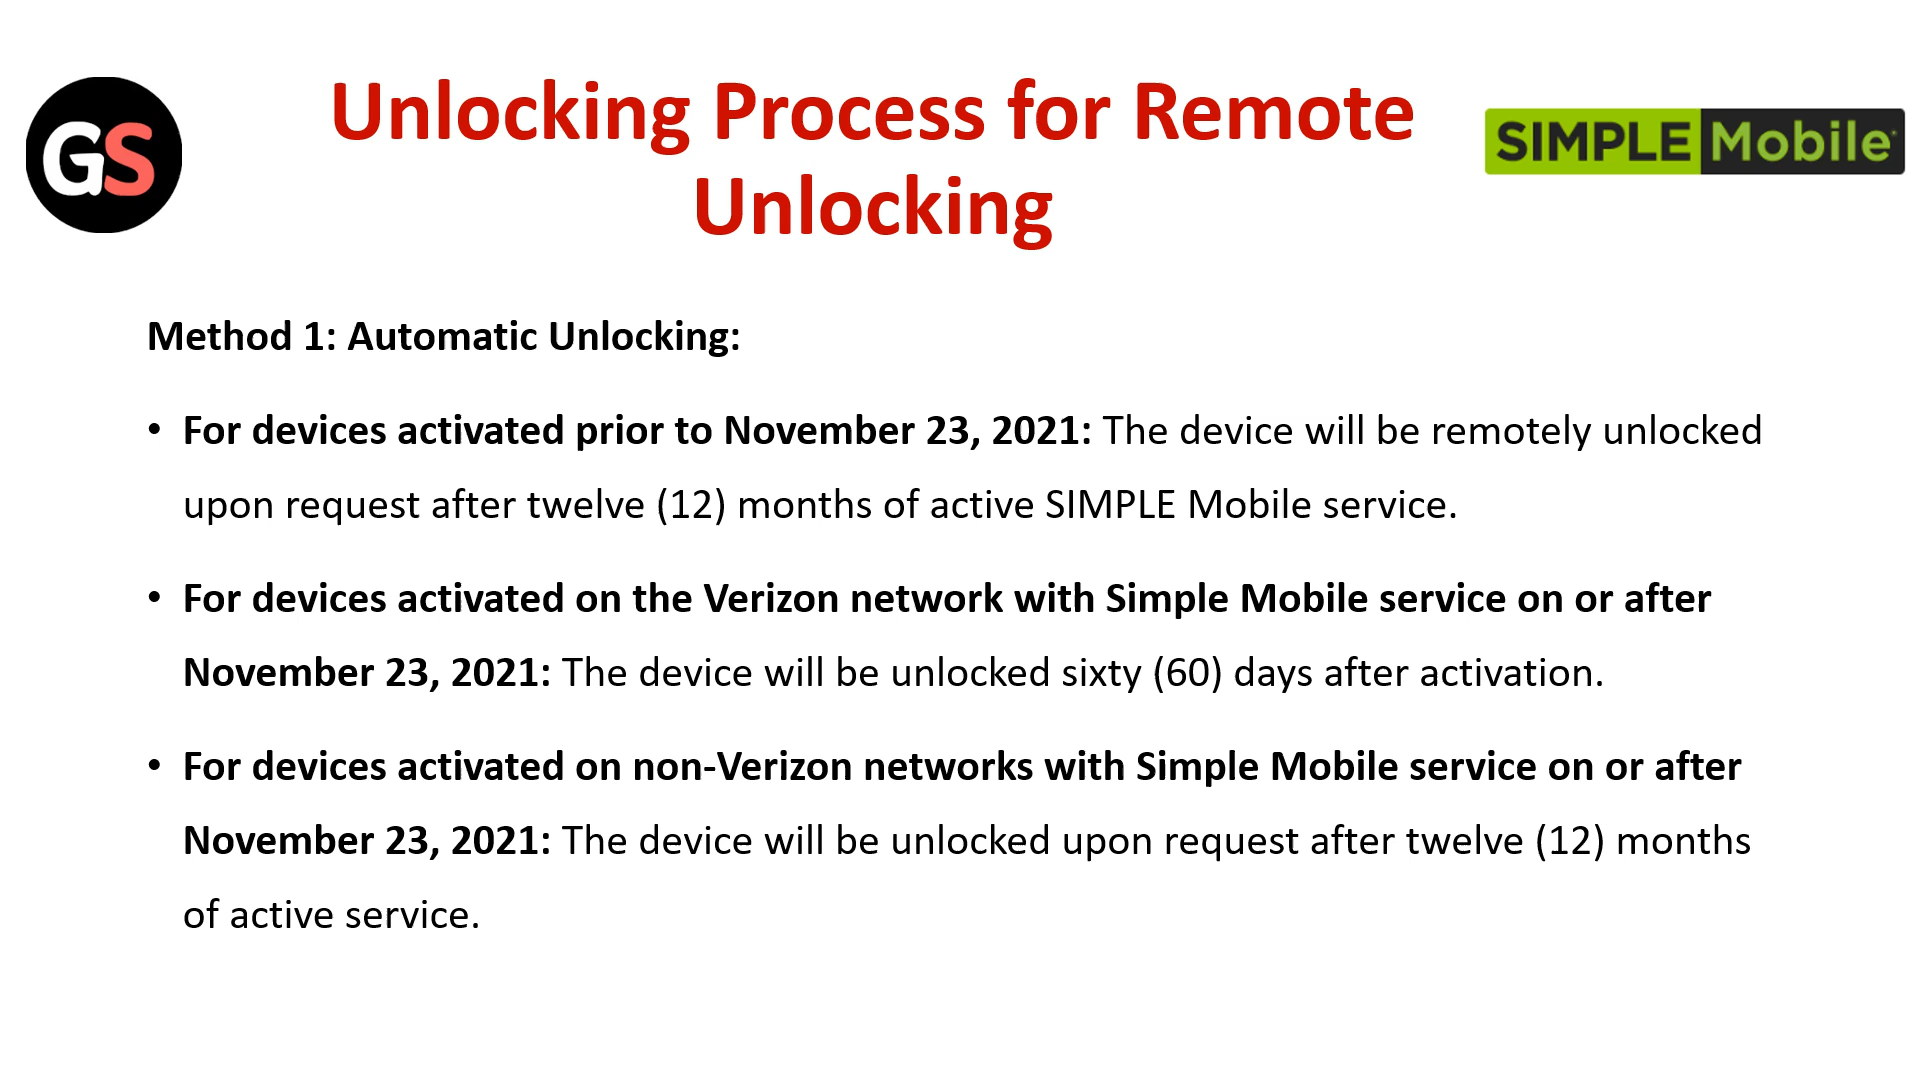 GS
Unlocking Process for Remote
Unlocking
SIMPLE Mobile
Method 1: Automatic Unlocking:
• For devices activated prior to November 23, 2021: The device will be remotely unlocked
upon request after twelve (12) months of active SIMPLE Mobile service.
• For devices activated on the Verizon network with Simple Mobile service on or after
November 23, 2021: The device will be unlocked sixty (60) days after activation.
• For devices activated on non-Verizon networks with Simple Mobile service on or after
November 23, 2021: The device will be unlocked upon request after twelve (12) months
of active service.